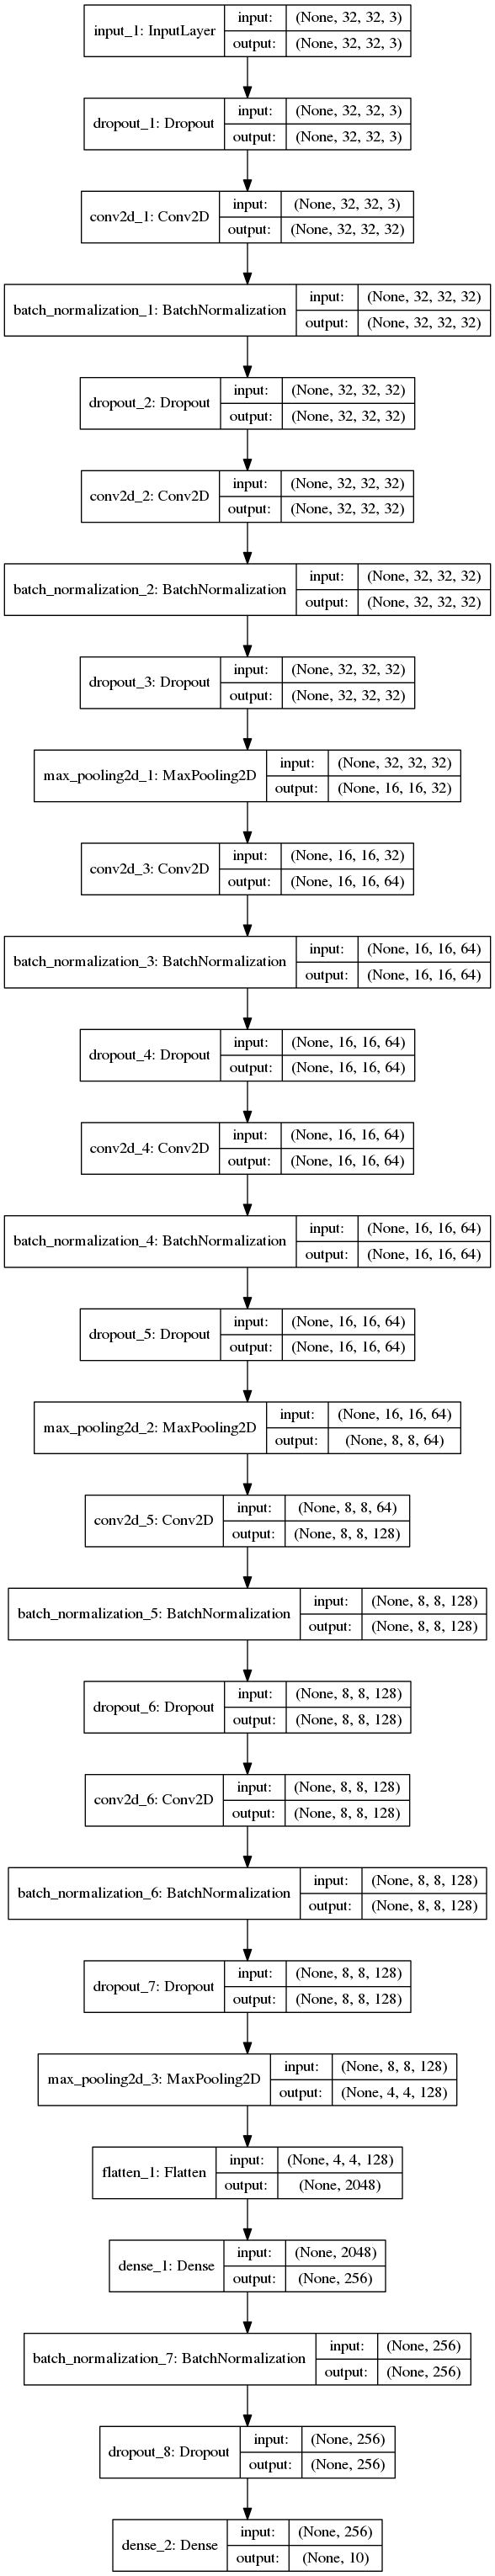 input_1: InputLayer
input: (None, 32, 32, 3)
output: (None, 32, 32, 3)
dropout_1: Dropout
input: (None, 32, 32, 3)
output: (None, 32, 32, 3)
conv2d_1: Conv2D
input: (None, 32, 32, 3)
output: (None, 32, 32, 32)
batch_normalization_1: BatchNormalization
input: (None, 32, 32, 32)
output: (None, 32, 32, 32)
dropout_2: Dropout
input: (None, 32, 32, 32)
output: (None, 32, 32, 32)
conv2d_2: Conv2D
input: (None, 32, 32, 32)
output: (None, 32, 32, 32)
batch_normalization_2: BatchNormalization
input: (None, 32, 32, 32)
output: (None, 32, 32, 32)
dropout_3: Dropout
input: (None, 32, 32, 32)
output: (None, 32, 32, 32)
max_pooling2d_1: MaxPooling2D
input: (None, 32, 32, 32)
output: (None, 16, 16, 32)
conv2d_3: Conv2D
input: (None, 16, 16, 32)
output: (None, 16, 16, 64)
batch_normalization_3: BatchNormalization
input: (None, 16, 16, 64)
output: (None, 16, 16, 64)
dropout_4: Dropout
input: (None, 16, 16, 64)
output: (None, 16, 16, 64)
conv2d_4: Conv2D
input: (None, 16, 16, 64)
output: (None, 16, 16, 64)
batch_normalization_4: BatchNormalization
input: (None, 16, 16, 64)
output: (None, 16, 16, 64)
dropout_5: Dropout
input: (None, 16, 16, 64)
output: (None, 16, 16, 64)
max_pooling2d_2: MaxPooling2D
input: (None, 16, 16, 64)
output: (None, 8, 8, 64)
conv2d_5: Conv2D
input: (None, 8, 8, 64)
output: (None, 8, 8, 128)
batch_normalization_5: BatchNormalization
input: (None, 8, 8, 128)
output: (None, 8, 8, 128)
dropout_6: Dropout
input: (None, 8, 8, 128)
output: (None, 8, 8, 128)
conv2d_6: Conv2D
input: (None, 8, 8, 128)
output: (None, 8, 8, 128)
batch_normalization_6: BatchNormalization
input: (None, 8, 8, 128)
output: (None, 8, 8, 128)
dropout_7: Dropout
input: (None, 8, 8, 128)
output: (None, 8, 8, 128)
max_pooling2d_3: MaxPooling2D
input: (None, 8, 8, 128)
output: (None, 4, 4, 128)
flatten_1: Flatten
input: (None, 4, 4, 128)
output: (None, 2048)
dense_1: Dense
input: (None, 2048)
output: (None, 256)
batch_normalization_7: BatchNormalization
input: (None, 256)
output: (None, 256)
dropout_8: Dropout
input: (None, 256)
output: (None, 256)
dense_2: Dense
input: (None, 256)
output: (None, 10)